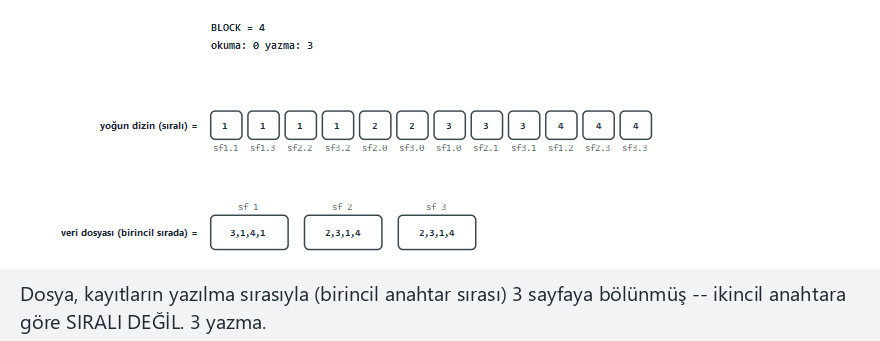 BLOCK = 4
okuma: 0 yazma: 3
yoğun dizin (sıralı) = 1 1 1 1 2 2 3 3 3 4 4 4
sf1.1 sf1.3 sf2.2 sf3.2 sf2.0 sf3.0 sf1.0 sf2.1 sf3.1 sf1.2 sf2.3 sf3.3
sf 1 sf 2 sf 3
veri dosyası (birincil sırada) = 3,1,4,1 2,3,1,4 2,3,1,4
Dosya, kayıtların yazılma sırasıyla (birincil anahtar sırası) 3 sayfaya bölünmüş -- ikincil anahtara
göre SIRALI DEĞİL. 3 yazma.